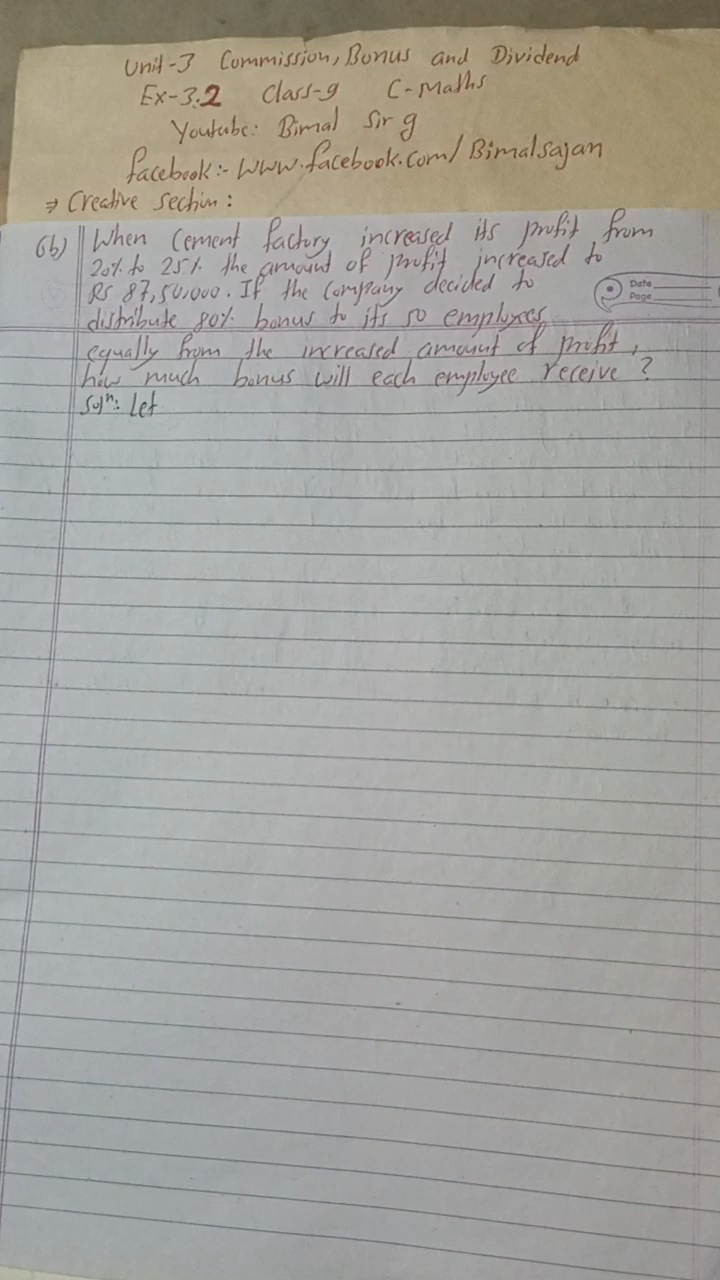 Unit-3 Commission, Bonus and Dividend
Ex-3.2 Class-9 C-Maths
Youtube: Bimal Sir g
facebook:- www.facebook.com/Bimalsajan
⇒ Creative section:
6b) When Cement factory increased its profit from
20% to 25% the amount of profit increased to
RS 87,50,000. If the Company decided to
Date
Page
distribute 80% bonus to its 50 employees
equally from the increased amount of profit,
how much bonus will each employee receive?
Solⁿ: Let